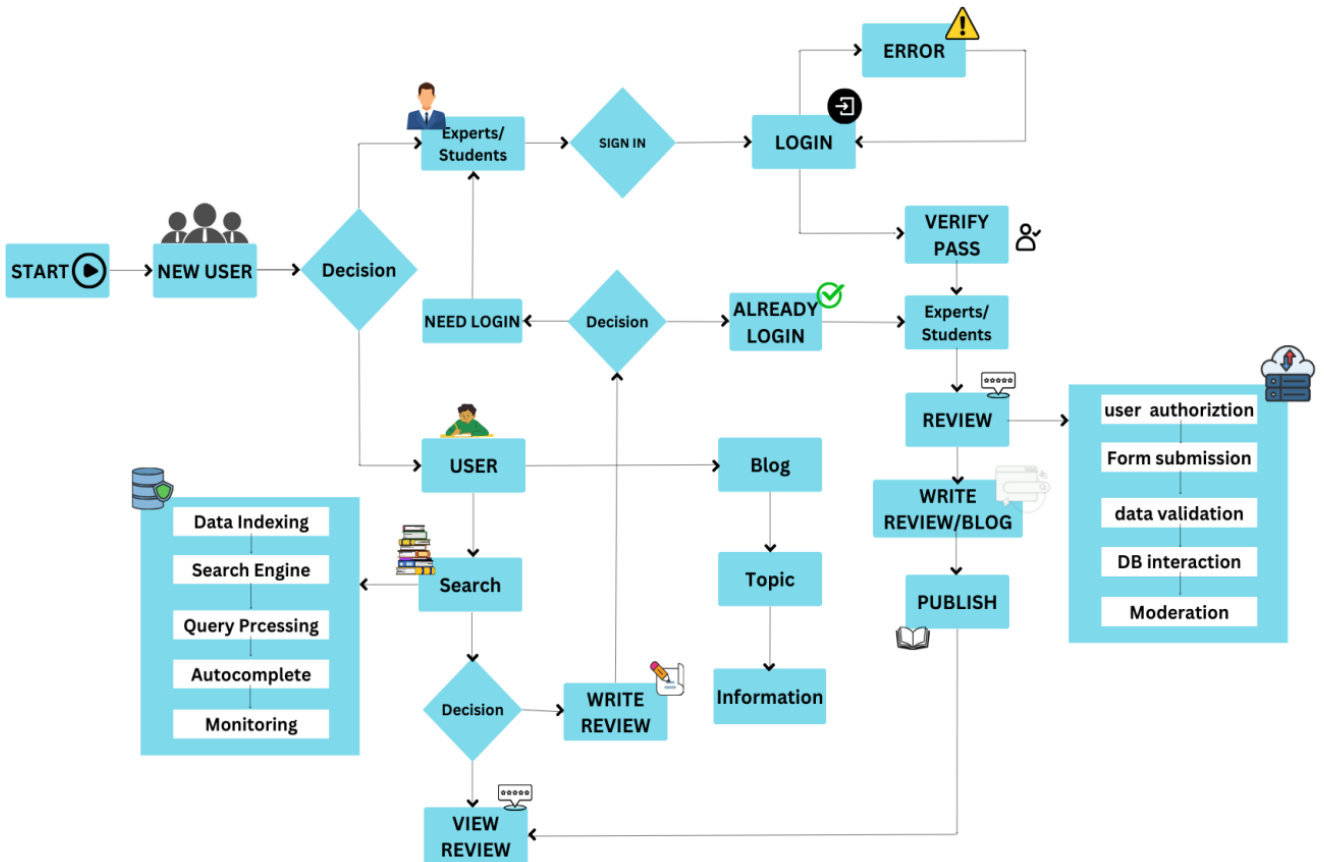 ERROR
Experts/
Students
SIGN IN
LOGIN
VERIFY
PASS
START
NEW USER
Decision
NEED LOGIN
Decision
ALREADY
LOGIN
Experts/
Students
REVIEW
user authoriztion
Form submission
data validation
DB interaction
Moderation
USER
Blog
WRITE
REVIEW/BLOG
Data Indexing
Search Engine
Query Prcessing
Autocomplete
Monitoring
Search
Topic
PUBLISH
Decision
WRITE
REVIEW
Information
VIEW
REVIEW